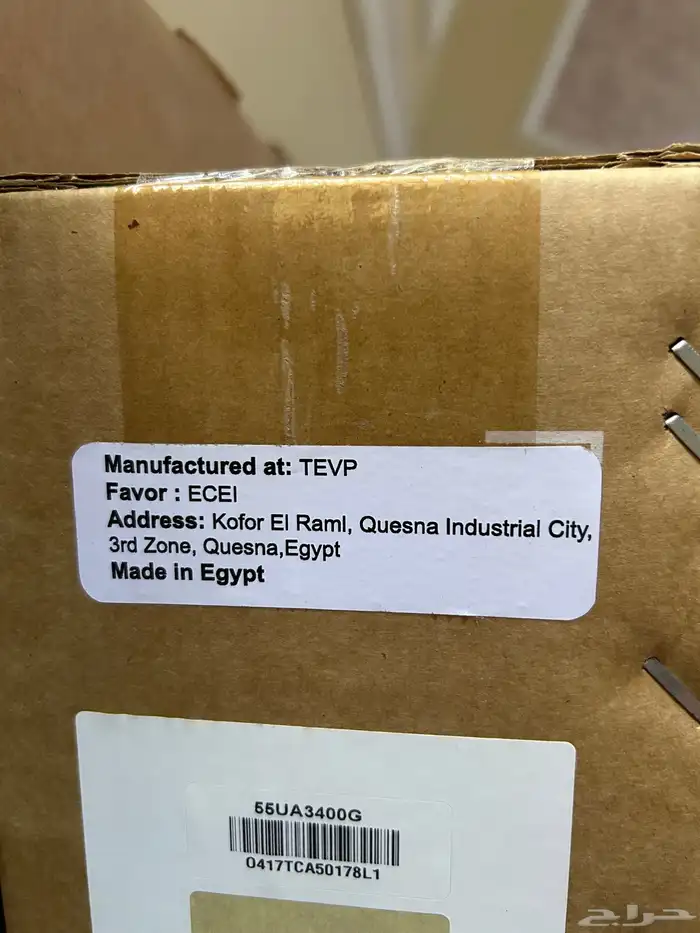 Manufactured at: TEVP
Favor : ECEI
Address: Kofor El Raml, Quesna Industrial City,
3rd Zone, Quesna,Egypt
Made in Egypt
55UA3400G
0417TCA50178L1
حراج